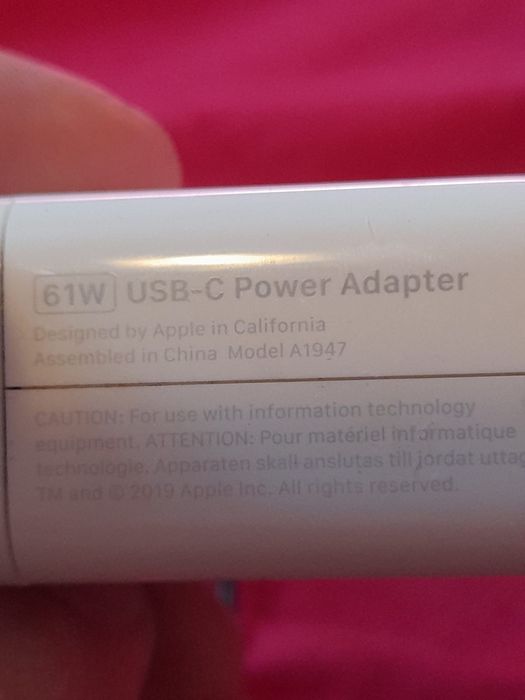 61W USB-C Power Adapter
Designed by Apple in California
Assembled in China Model A1947
CAUTION: For use with information technology
equipment. ATTENTION: Pour matériel informatique
technologie. Apparaten skall anslutas till jordat uttag
TM and © 2019 Apple Inc. All rights reserved.